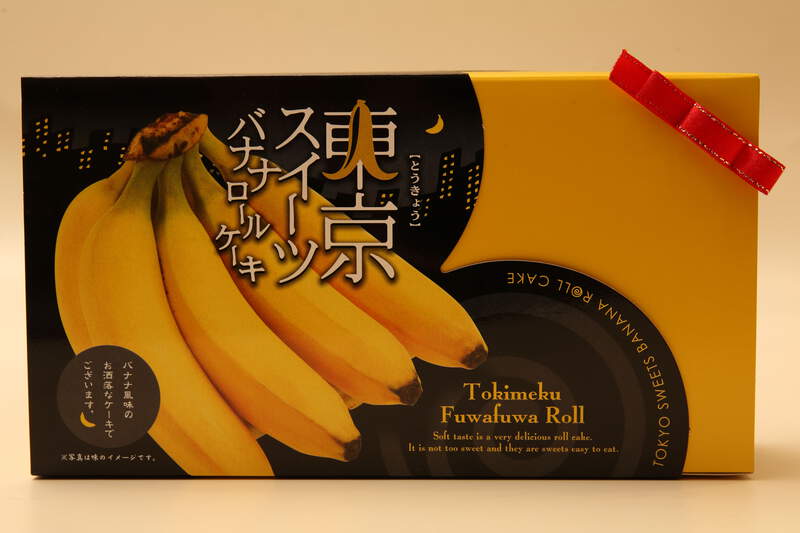 東京
【とうきょう】
スイーツ
バナナロール
ケーキ
TOKYO SWEETS BANANA ROLL CAKE
バナナ風味の
お洒落なケーキで
ございます。
※写真は味のイメージです。
Tokimeku
Fuwafuwa Roll
Soft taste is a very delicious roll cake.
It is not too sweet and they are sweets easy to eat.